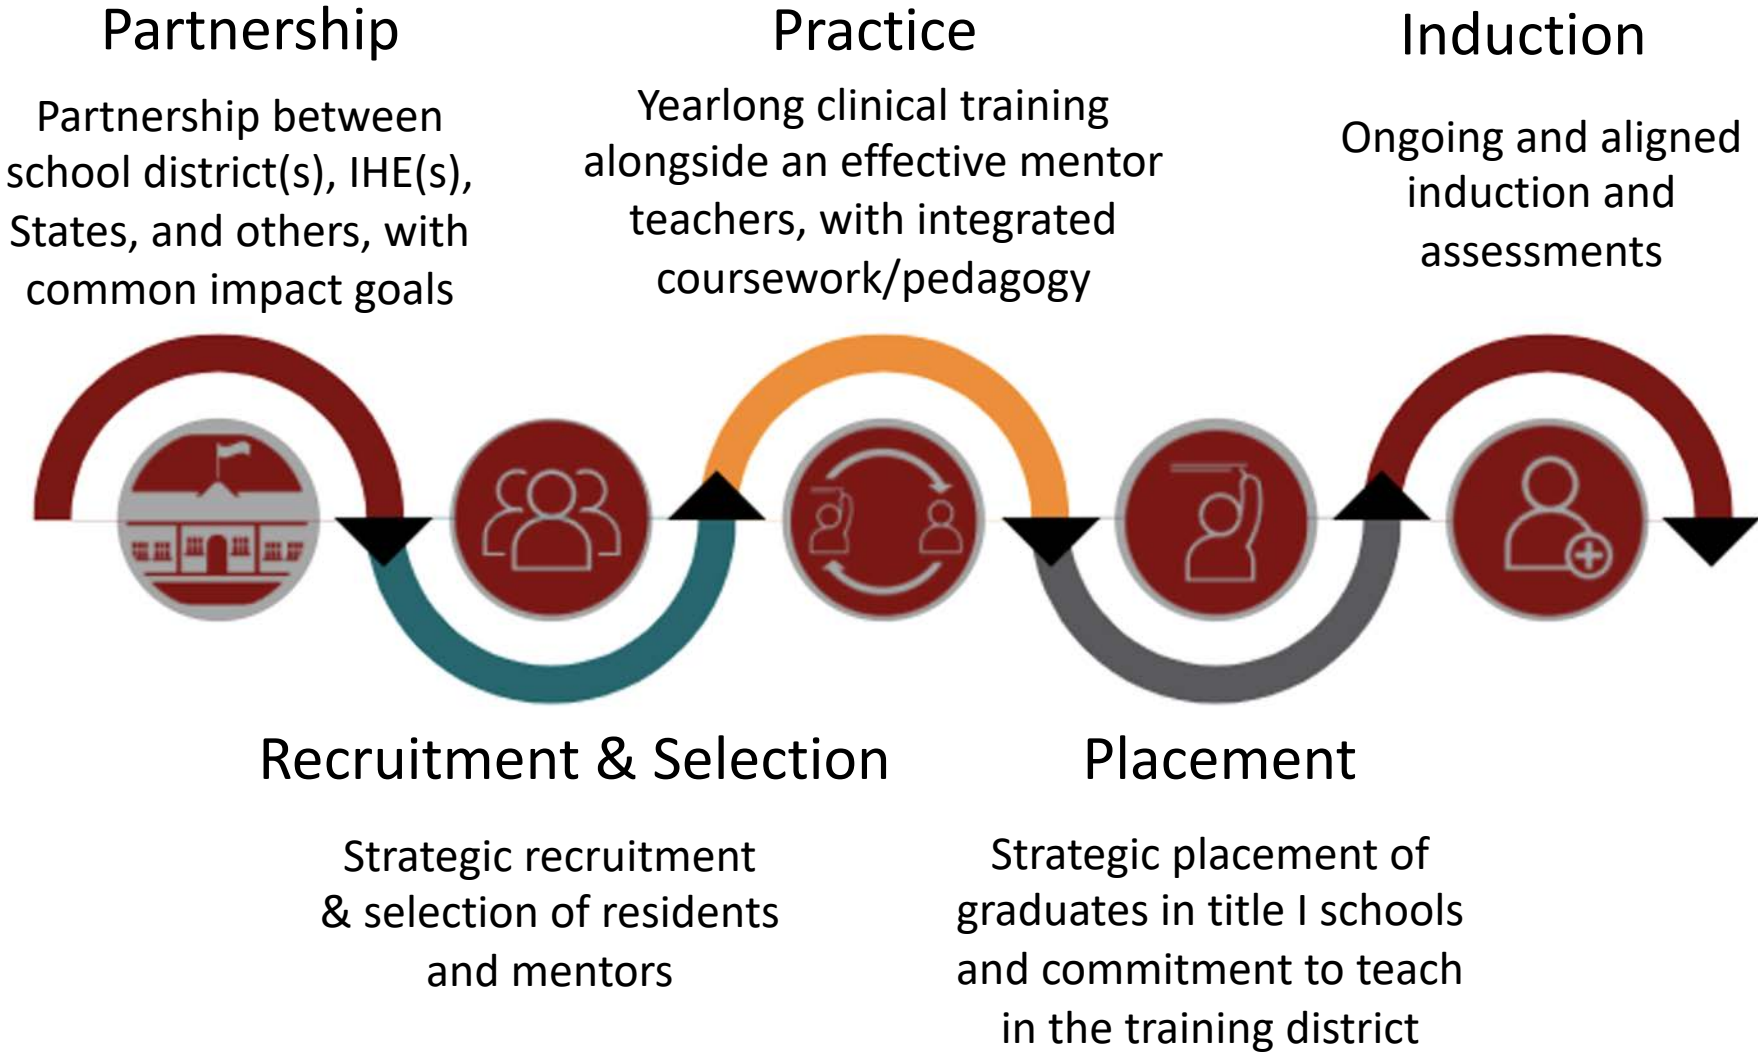 Partnership
Partnership between
school district(s), IHE(s),
States, and others, with
common impact goals
Recruitment & Selection
Strategic recruitment
& selection of residents
and mentors
Practice
Yearlong clinical training
alongside an effective mentor
teachers, with integrated
coursework/pedagogy
Placement
Strategic placement of
graduates in title I schools
and commitment to teach
in the training district
Induction
Ongoing and aligned
induction and
assessments